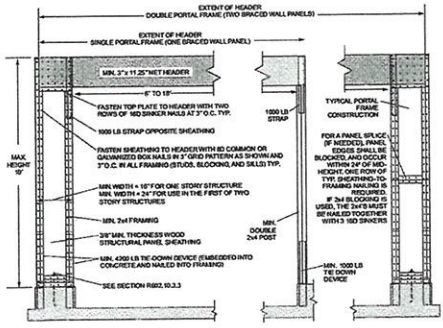 EXTENT OF HEADER
DOUBLE PORTAL FRAME (TWO BRACED WALL PANELS)
EXTENT OF HEADER
SINGLE PORTAL FRAME (ONE BRACED WALL PANEL)
MIN. 3" x 11.25" NET HEADER
6' TO 18'
FASTEN TOP PLATE TO HEADER WITH TWO
ROWS OF 16D SINKER NAILS AT 3" O.C. TYP.
1000 LB STRAP OPPOSITE SHEATHING
FASTEN SHEATHING TO HEADER WITH 8D COMMON OR
GALVANIZED BOX NAILS IN 3" GRID PATTERN AS SHOWN AND
3" O.C. IN ALL FRAMING (STUDS, BLOCKING, AND SILLS) TYP.
MIN. WIDTH = 16" FOR ONE STORY STRUCTURE
MIN. WIDTH = 24" FOR USE IN THE FIRST OF TWO
STORY STRUCTURES
MIN. 2x4 FRAMING
3/8" MIN. THICKNESS WOOD
STRUCTURAL PANEL SHEATHING
MIN. 4200 LB TIE-DOWN DEVICE (EMBEDDED INTO
CONCRETE AND NAILED INTO FRAMING)
SEE SECTION R602.10.3.3
MAX.
HEIGHT
10'
1000 LB
STRAP
MIN.
DOUBLE
2x4 POST
MIN. 1000 LB
TIE DOWN
DEVICE
TYPICAL PORTAL
FRAME
CONSTRUCTION
FOR A PANEL SPLICE
(IF NEEDED), PANEL
EDGES SHALL BE
BLOCKED, AND OCCUR
WITHIN 24" OF MID-
HEIGHT. ONE ROW OF
TYP. SHEATHING-TO-
FRAMING NAILING IS
REQUIRED.
IF 2x4 BLOCKING IS
USED, THE 2x4'S MUST
BE NAILED TOGETHER
WITH 3 16D SINKERS